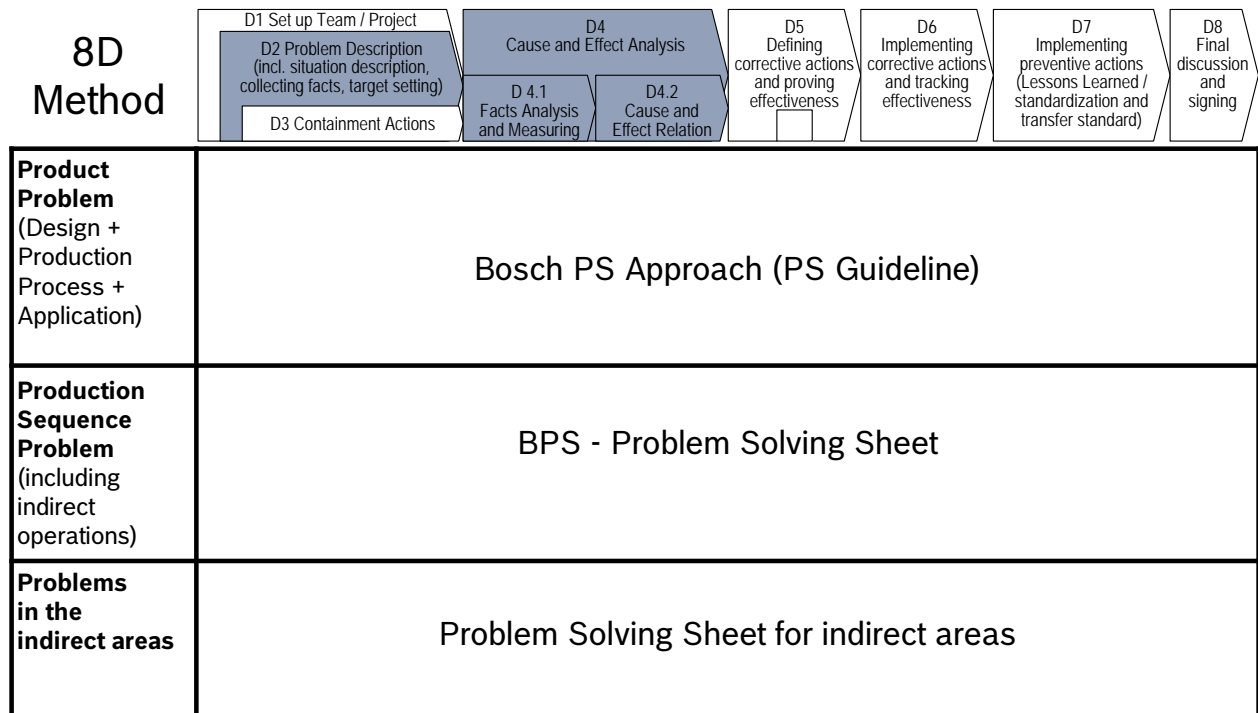 8D
Method
D1 Set up Team / Project
D2 Problem Description
(incl. situation description,
collecting facts, target setting)
D3 Containment Actions
D4
Cause and Effect Analysis
D 4.1
Facts Analysis
and Measuring
D4.2
Cause and
Effect Relation
D5
Defining
corrective actions
and proving
effectiveness
D6
Implementing
corrective actions
and tracking
effectiveness
D7
Implementing
preventive actions
(Lessons Learned /
standardization and
transfer standard)
D8
Final
discussion
and
signing
Product
Problem
(Design +
Production
Process +
Application)
Bosch PS Approach (PS Guideline)
Production
Sequence
Problem
(including
indirect
operations)
BPS - Problem Solving Sheet
Problems
in the
indirect areas
Problem Solving Sheet for indirect areas